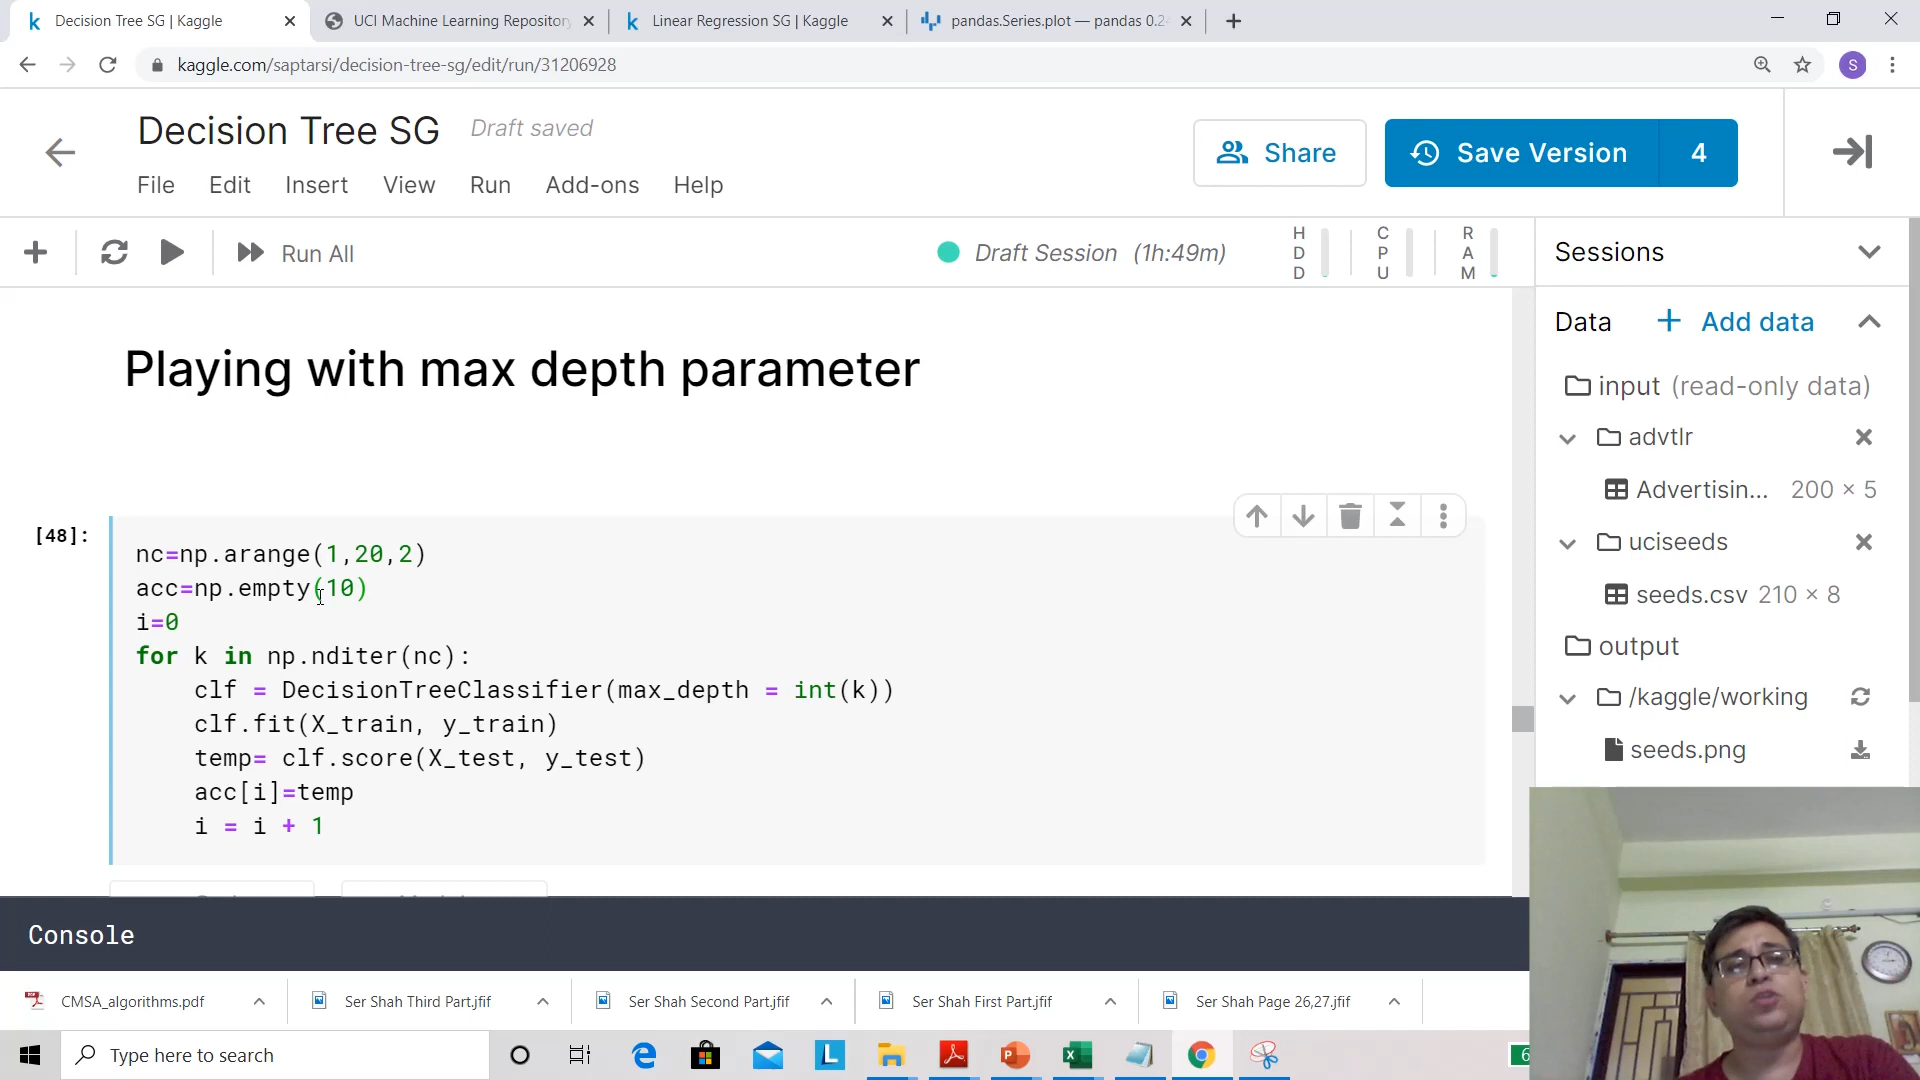 Decision Tree SG | Kaggle
UCI Machine Learning Repository
Linear Regression SG | Kaggle
pandas.Series.plot — pandas 0.2
kaggle.com/saptarsi/decision-tree-sg/edit/run/31206928
S
Decision Tree SG
Draft saved
Share
Save Version
4
File
Edit
Insert
View
Run
Add-ons
Help
Run All
Draft Session (1h:49m)
HDD
CPU
RAM
Sessions
Data
Add data
input (read-only data)
advtlr
Advertisin... 200 × 5
uciseeds
seeds.csv 210 × 8
output
/kaggle/working
seeds.png
Playing with max depth parameter
[48]:
nc=np.arange(1,20,2)
acc=np.empty(10)
i=0
for k in np.nditer(nc):
    clf = DecisionTreeClassifier(max_depth = int(k))
    clf.fit(X_train, y_train)
    temp= clf.score(X_test, y_test)
    acc[i]=temp
    i = i + 1
Console
CMSA_algorithms.pdf
Ser Shah Third Part.jfif
Ser Shah Second Part.jfif
Ser Shah First Part.jfif
Ser Shah Page 26,27.jfif
Type here to search